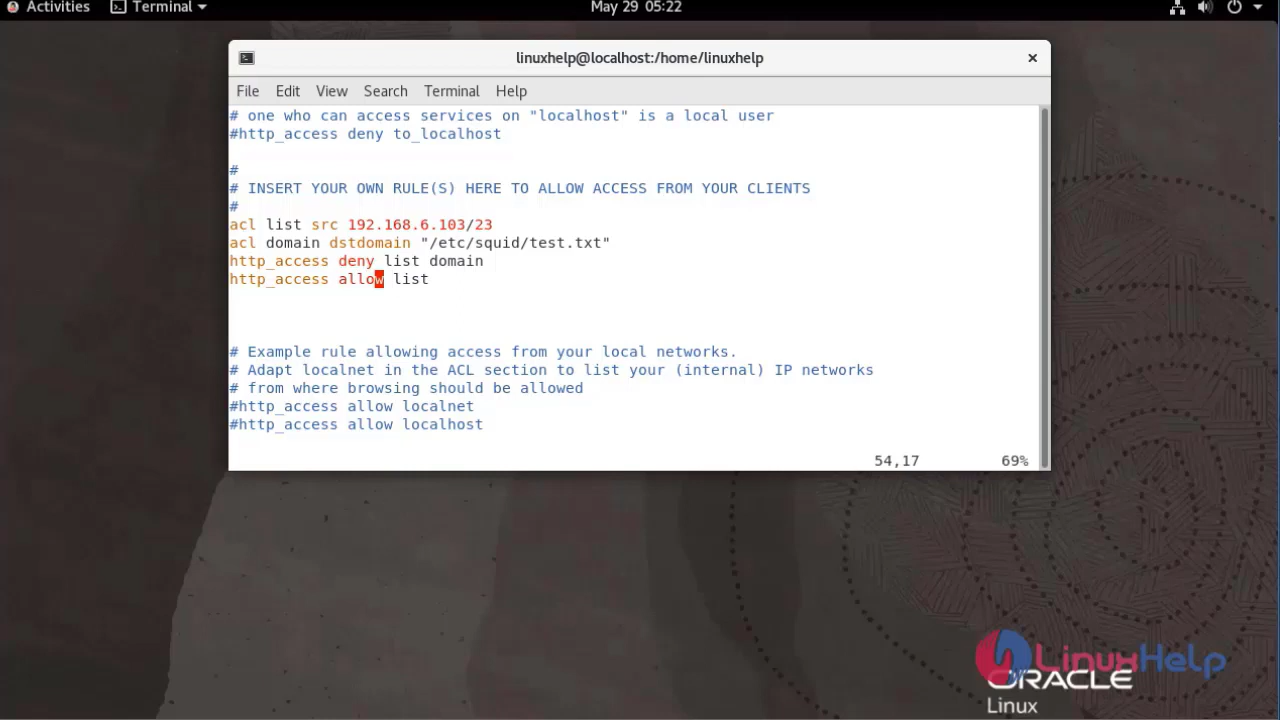 Activities Terminal May 29 05:22
linuxhelp@localhost:/home/linuxhelp
File Edit View Search Terminal Help
# one who can access services on "localhost" is a local user
#http_access deny to_localhost
#
# INSERT YOUR OWN RULE(S) HERE TO ALLOW ACCESS FROM YOUR CLIENTS
#
acl list src 192.168.6.103/23
acl domain dstdomain "/etc/squid/test.txt"
http_access deny list domain
http_access allow list
# Example rule allowing access from your local networks.
# Adapt localnet in the ACL section to list your (internal) IP networks
# from where browsing should be allowed
#http_access allow localnet
#http_access allow localhost
54,17 69%
LinuxHelp
ORACLE
Linux